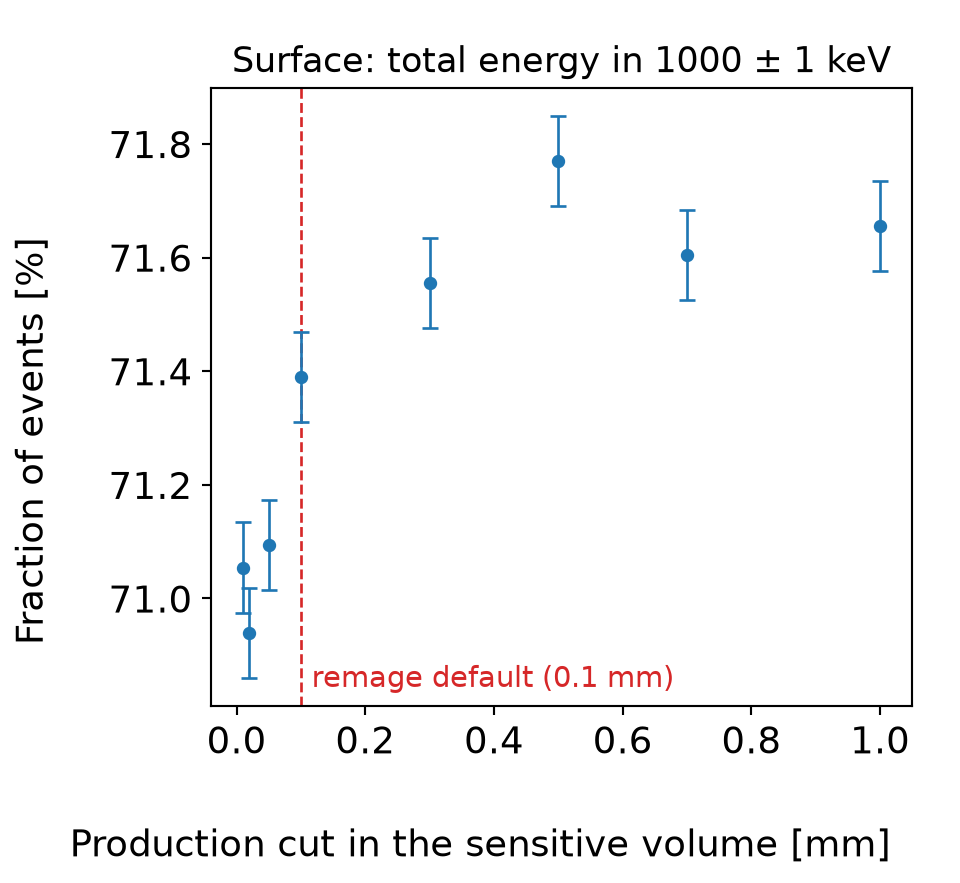 Surface: total energy in 1000 ± 1 keV
Fraction of events [%]
71.8
71.6
71.4
71.2
71.0
remage default (0.1 mm)
0.0 0.2 0.4 0.6 0.8 1.0
Production cut in the sensitive volume [mm]